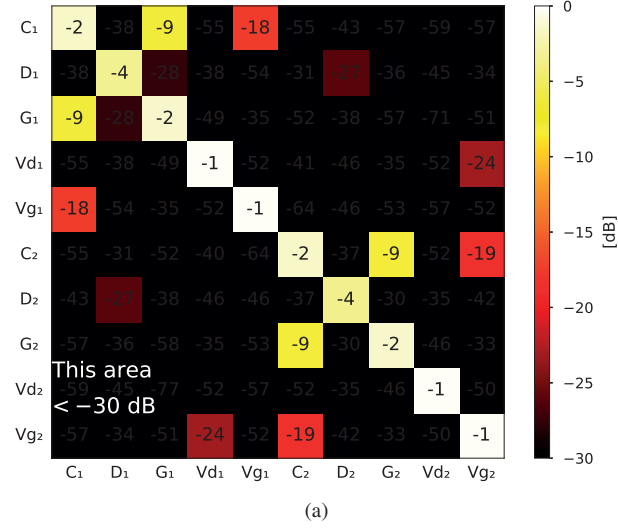 C₁ -2 -38 -9 -55 -18 -55 -43 -57 -57 -57 0
D₁ -38 -4 -28 -38 -54 -31 -27 -36 -45 -34 −5
G₁ -9 -28 -2 -49 -35 -52 -38 -57 -71 -51
Vd₁ -55 -38 -49 -1 -52 -41 -46 -35 -52 -24 −10
Vg₁ -18 -54 -35 -52 -1 -64 -46 -53 -57 -52 −15
C₂ -55 -31 -52 -40 -64 -2 -37 -9 -52 -19 [dB]
D₂ -43 -27 -38 -46 -46 -37 -4 -30 -35 -42 −20
G₂ -57 -36 -58 -35 -53 -9 -30 -2 -46 -33
This area
Vd₂ -59 -45 -77 -52 -57 -52 -35 -46 -1 -50 −25
< −30 dB
Vg₂ -57 -34 -51 -24 -52 -19 -42 -33 -50 -1
−30
C₁ D₁ G₁ Vd₁ Vg₁ C₂ D₂ G₂ Vd₂ Vg₂
(a)